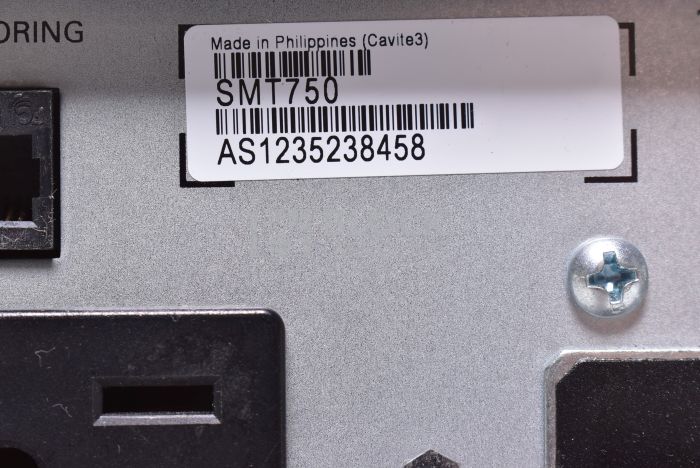 ORING
Made in Philippines (Cavite3)
SMT750
AS1235238458